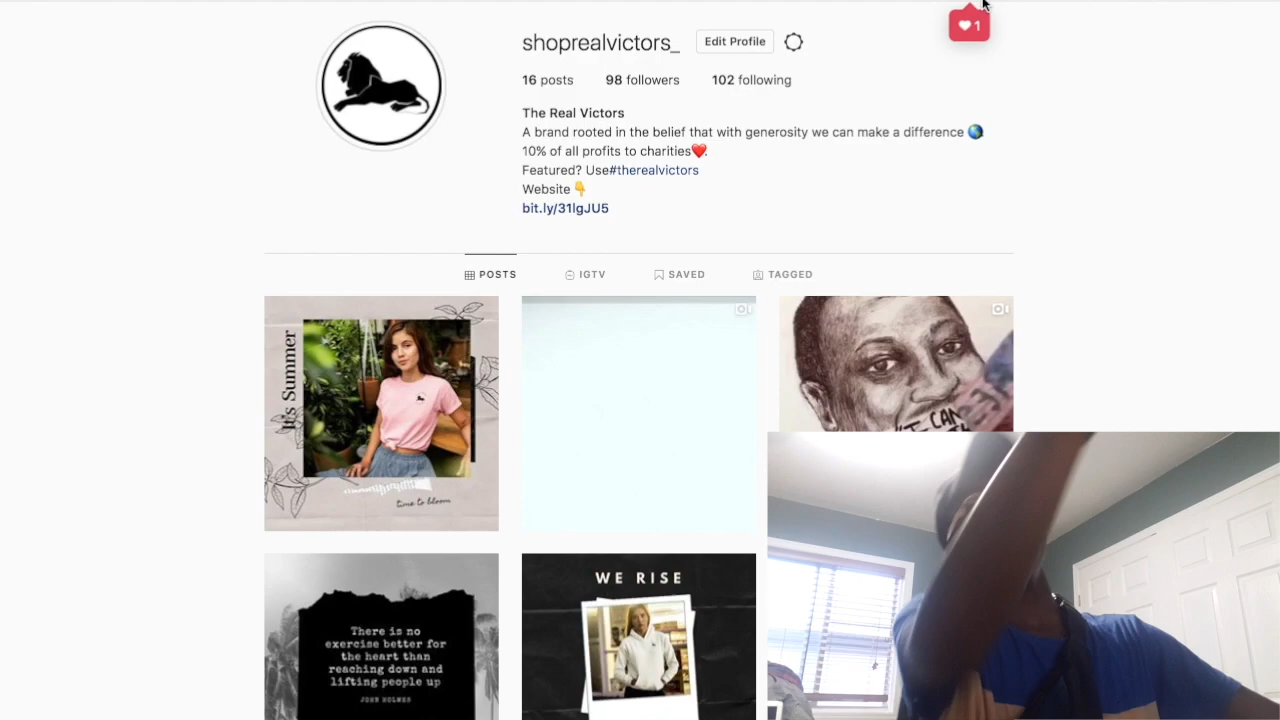 shoprealvictors_ Edit Profile
1
16 posts 98 followers 102 following
The Real Victors
A brand rooted in the belief that with generosity we can make a difference 🌎
10% of all profits to charities❤️.
Featured? Use#therealvictors
Website 👇
bit.ly/31lgJU5
POSTS IGTV SAVED TAGGED
It's Summer
time to bloom
"I CAN
There is no
exercise better for
the heart than
reaching down and
lifting people up
JOHN HOLMES
WE RISE